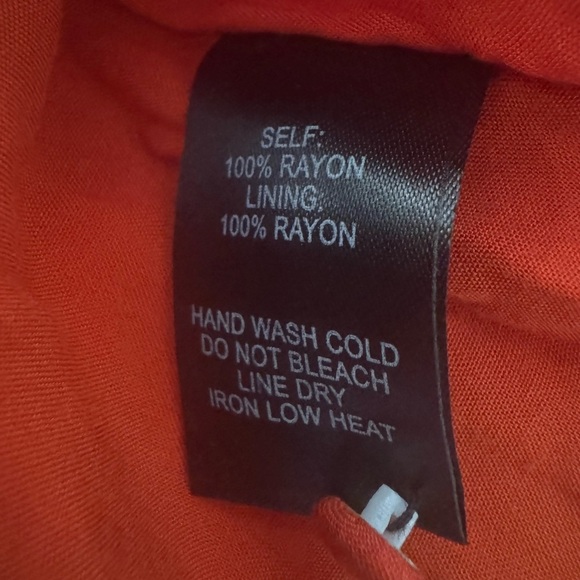 SELF:
100% RAYON
LINING:
100% RAYON
HAND WASH COLD
DO NOT BLEACH
LINE DRY
IRON LOW HEAT